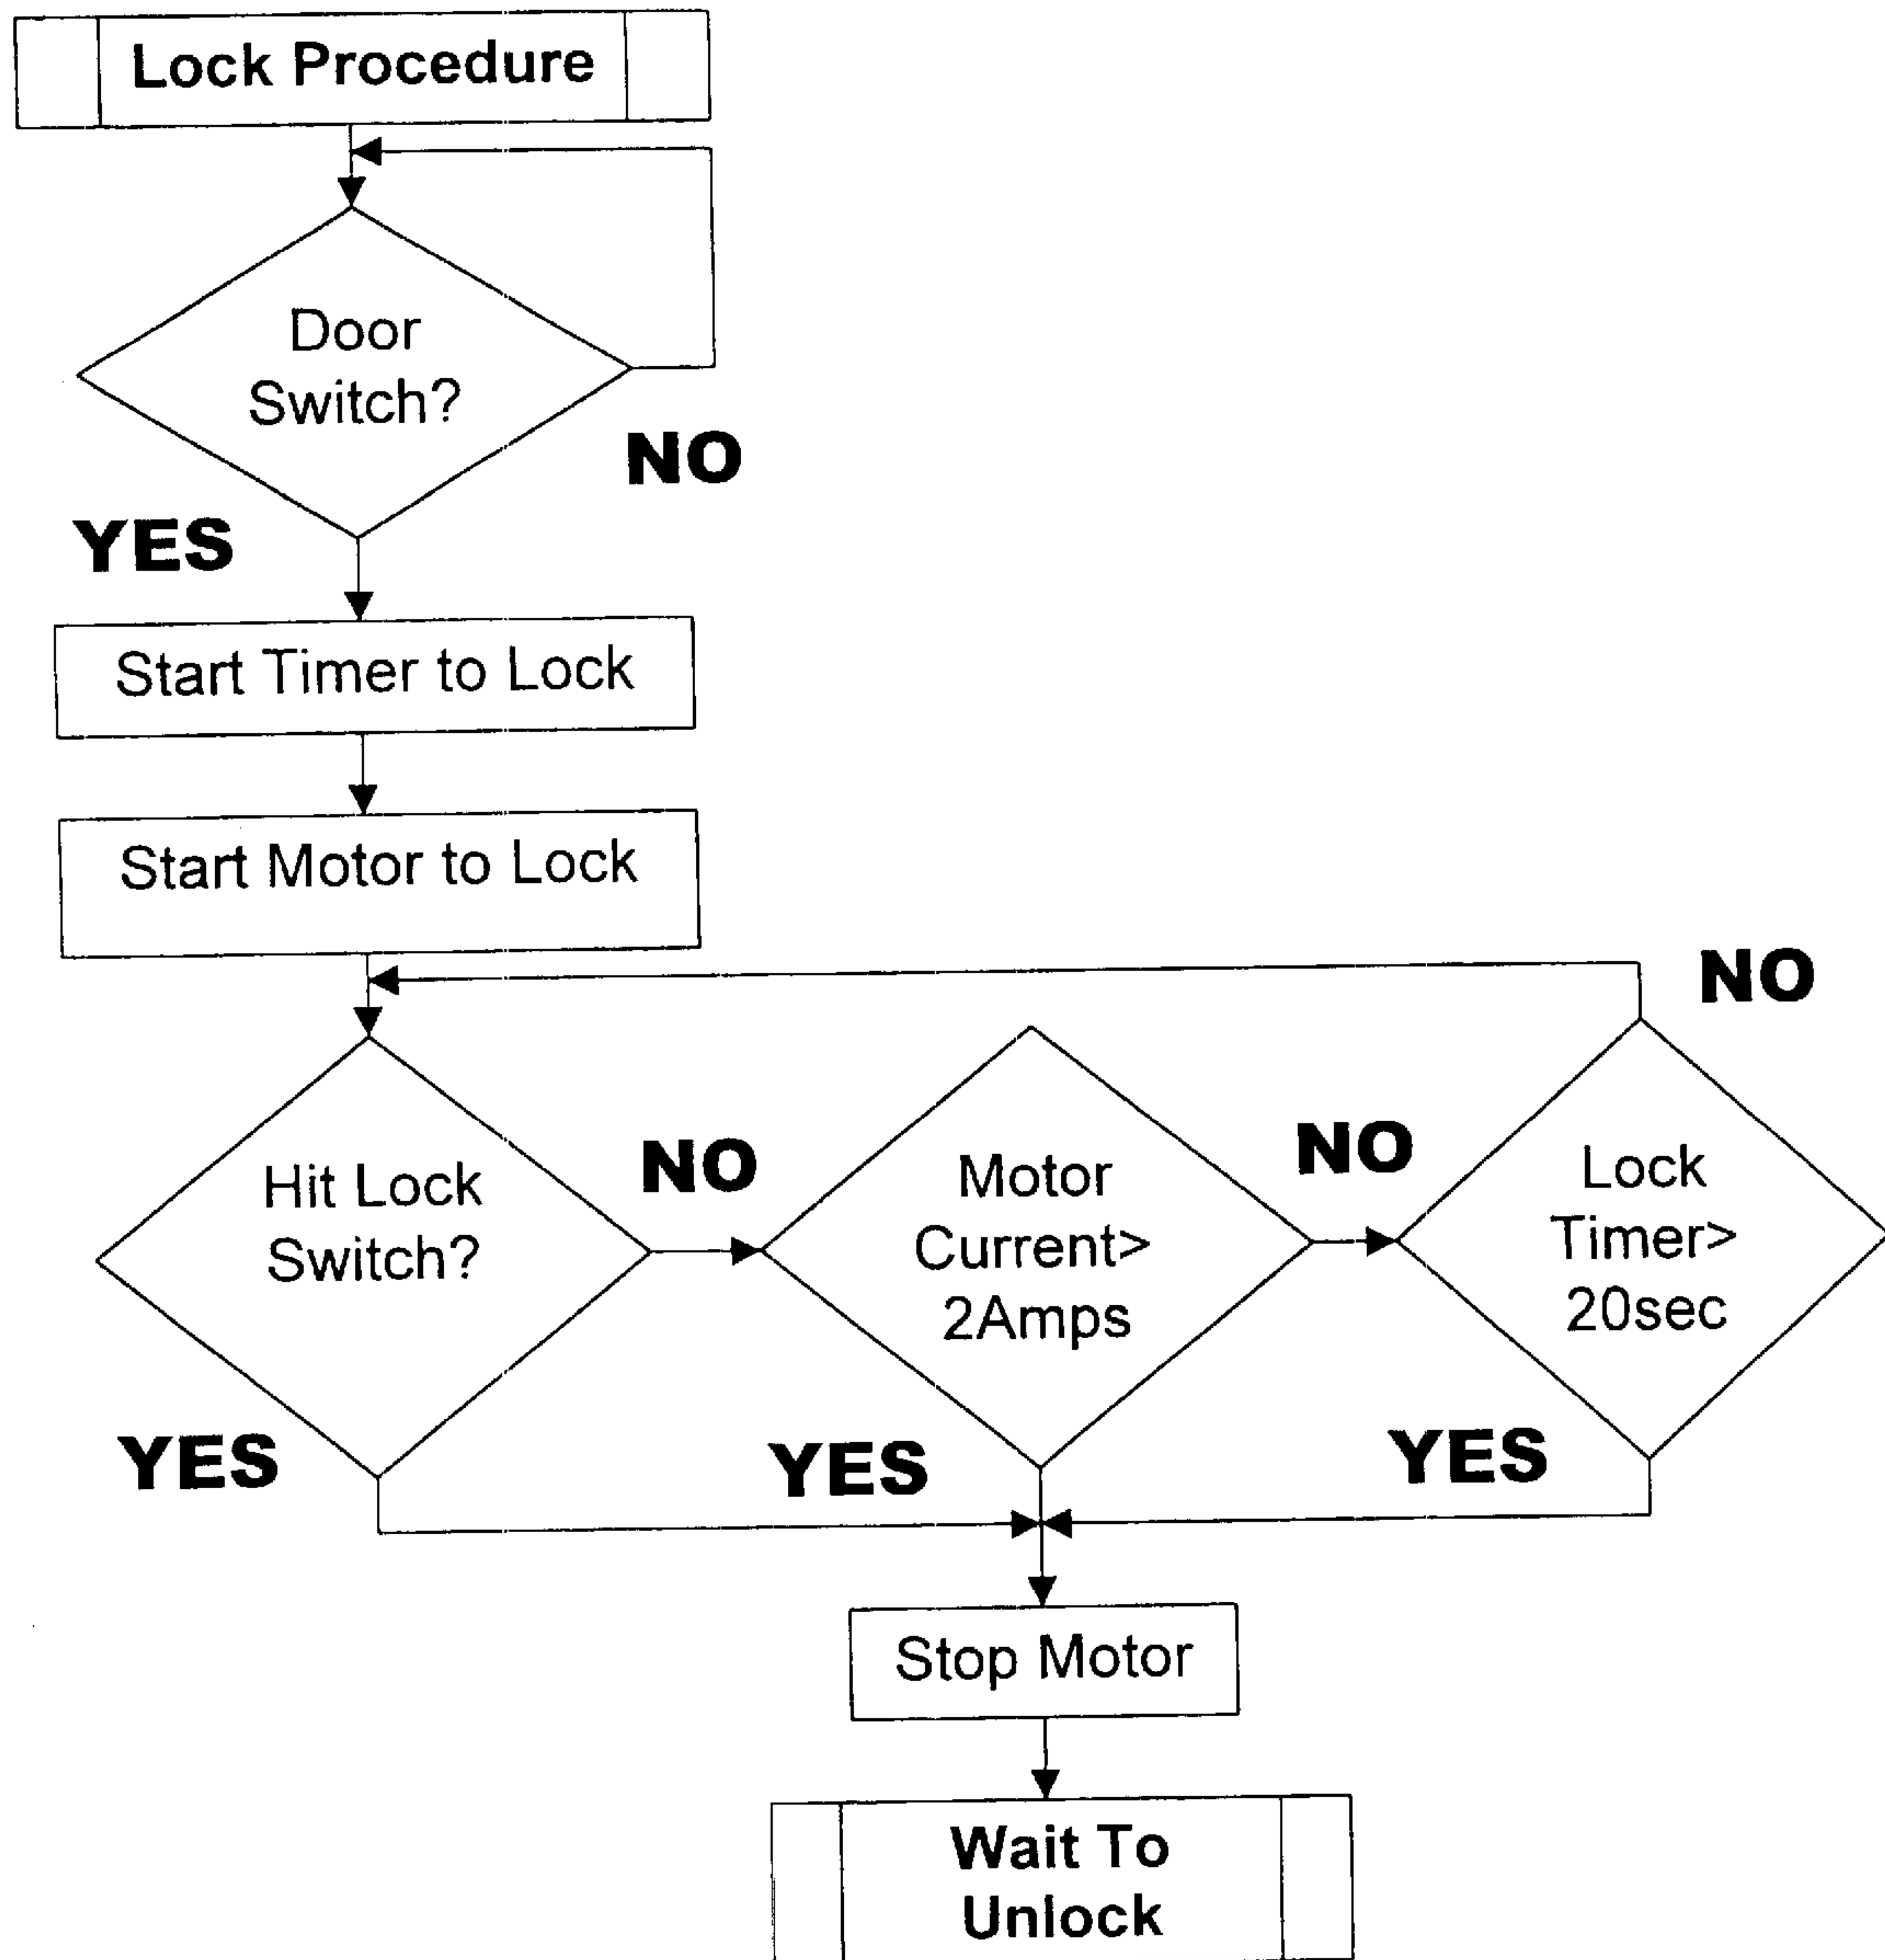 Lock Procedure
Door
Switch?
NO
YES
Start Timer to Lock
Start Motor to Lock
NO
Hit Lock
Switch?
NO
Motor
Current>
2Amps
NO
Lock
Timer>
20sec
YES
YES
YES
Stop Motor
Wait To
Unlock